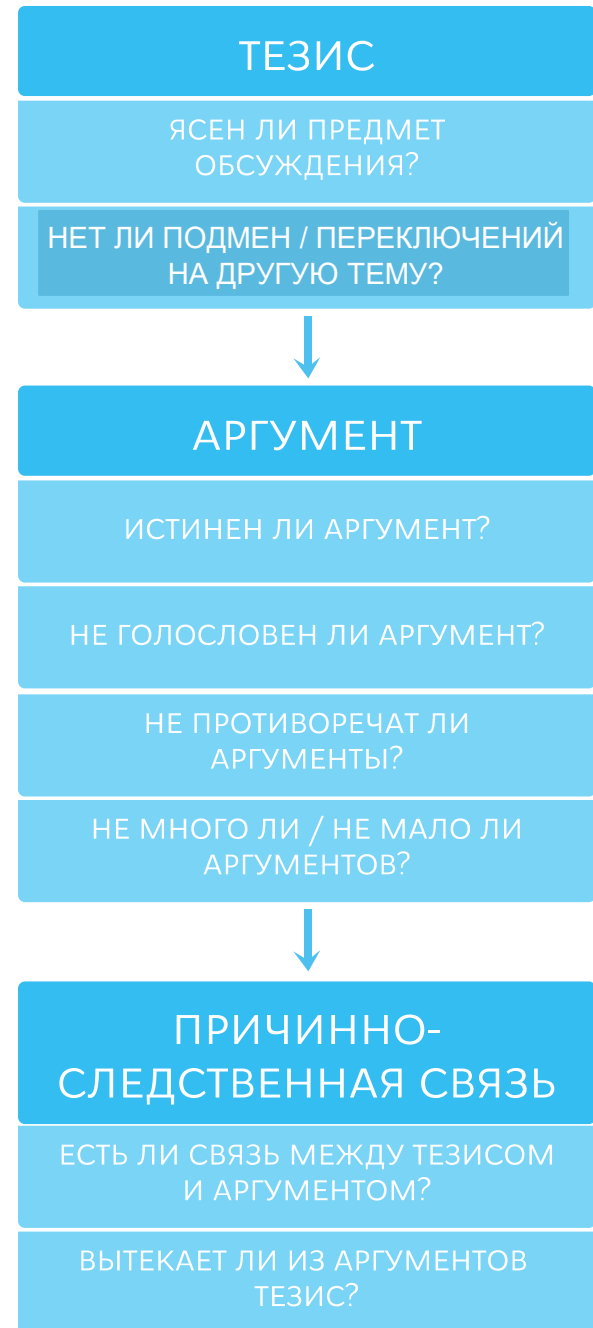 ТЕЗИС
ЯСЕН ЛИ ПРЕДМЕТ
ОБСУЖДЕНИЯ?
НЕТ ЛИ ПОДМЕН / ПЕРЕКЛЮЧЕНИЙ
НА ДРУГУЮ ТЕМУ?
АРГУМЕНТ
ИСТИНЕН ЛИ АРГУМЕНТ?
НЕ ГОЛОСЛОВЕН ЛИ АРГУМЕНТ?
НЕ ПРОТИВОРЕЧАТ ЛИ
АРГУМЕНТЫ?
НЕ МНОГО ЛИ / НЕ МАЛО ЛИ
АРГУМЕНТОВ?
ПРИЧИННО-
СЛЕДСТВЕННАЯ СВЯЗЬ
ЕСТЬ ЛИ СВЯЗЬ МЕЖДУ ТЕЗИСОМ
И АРГУМЕНТОМ?
ВЫТЕКАЕТ ЛИ ИЗ АРГУМЕНТОВ
ТЕЗИС?